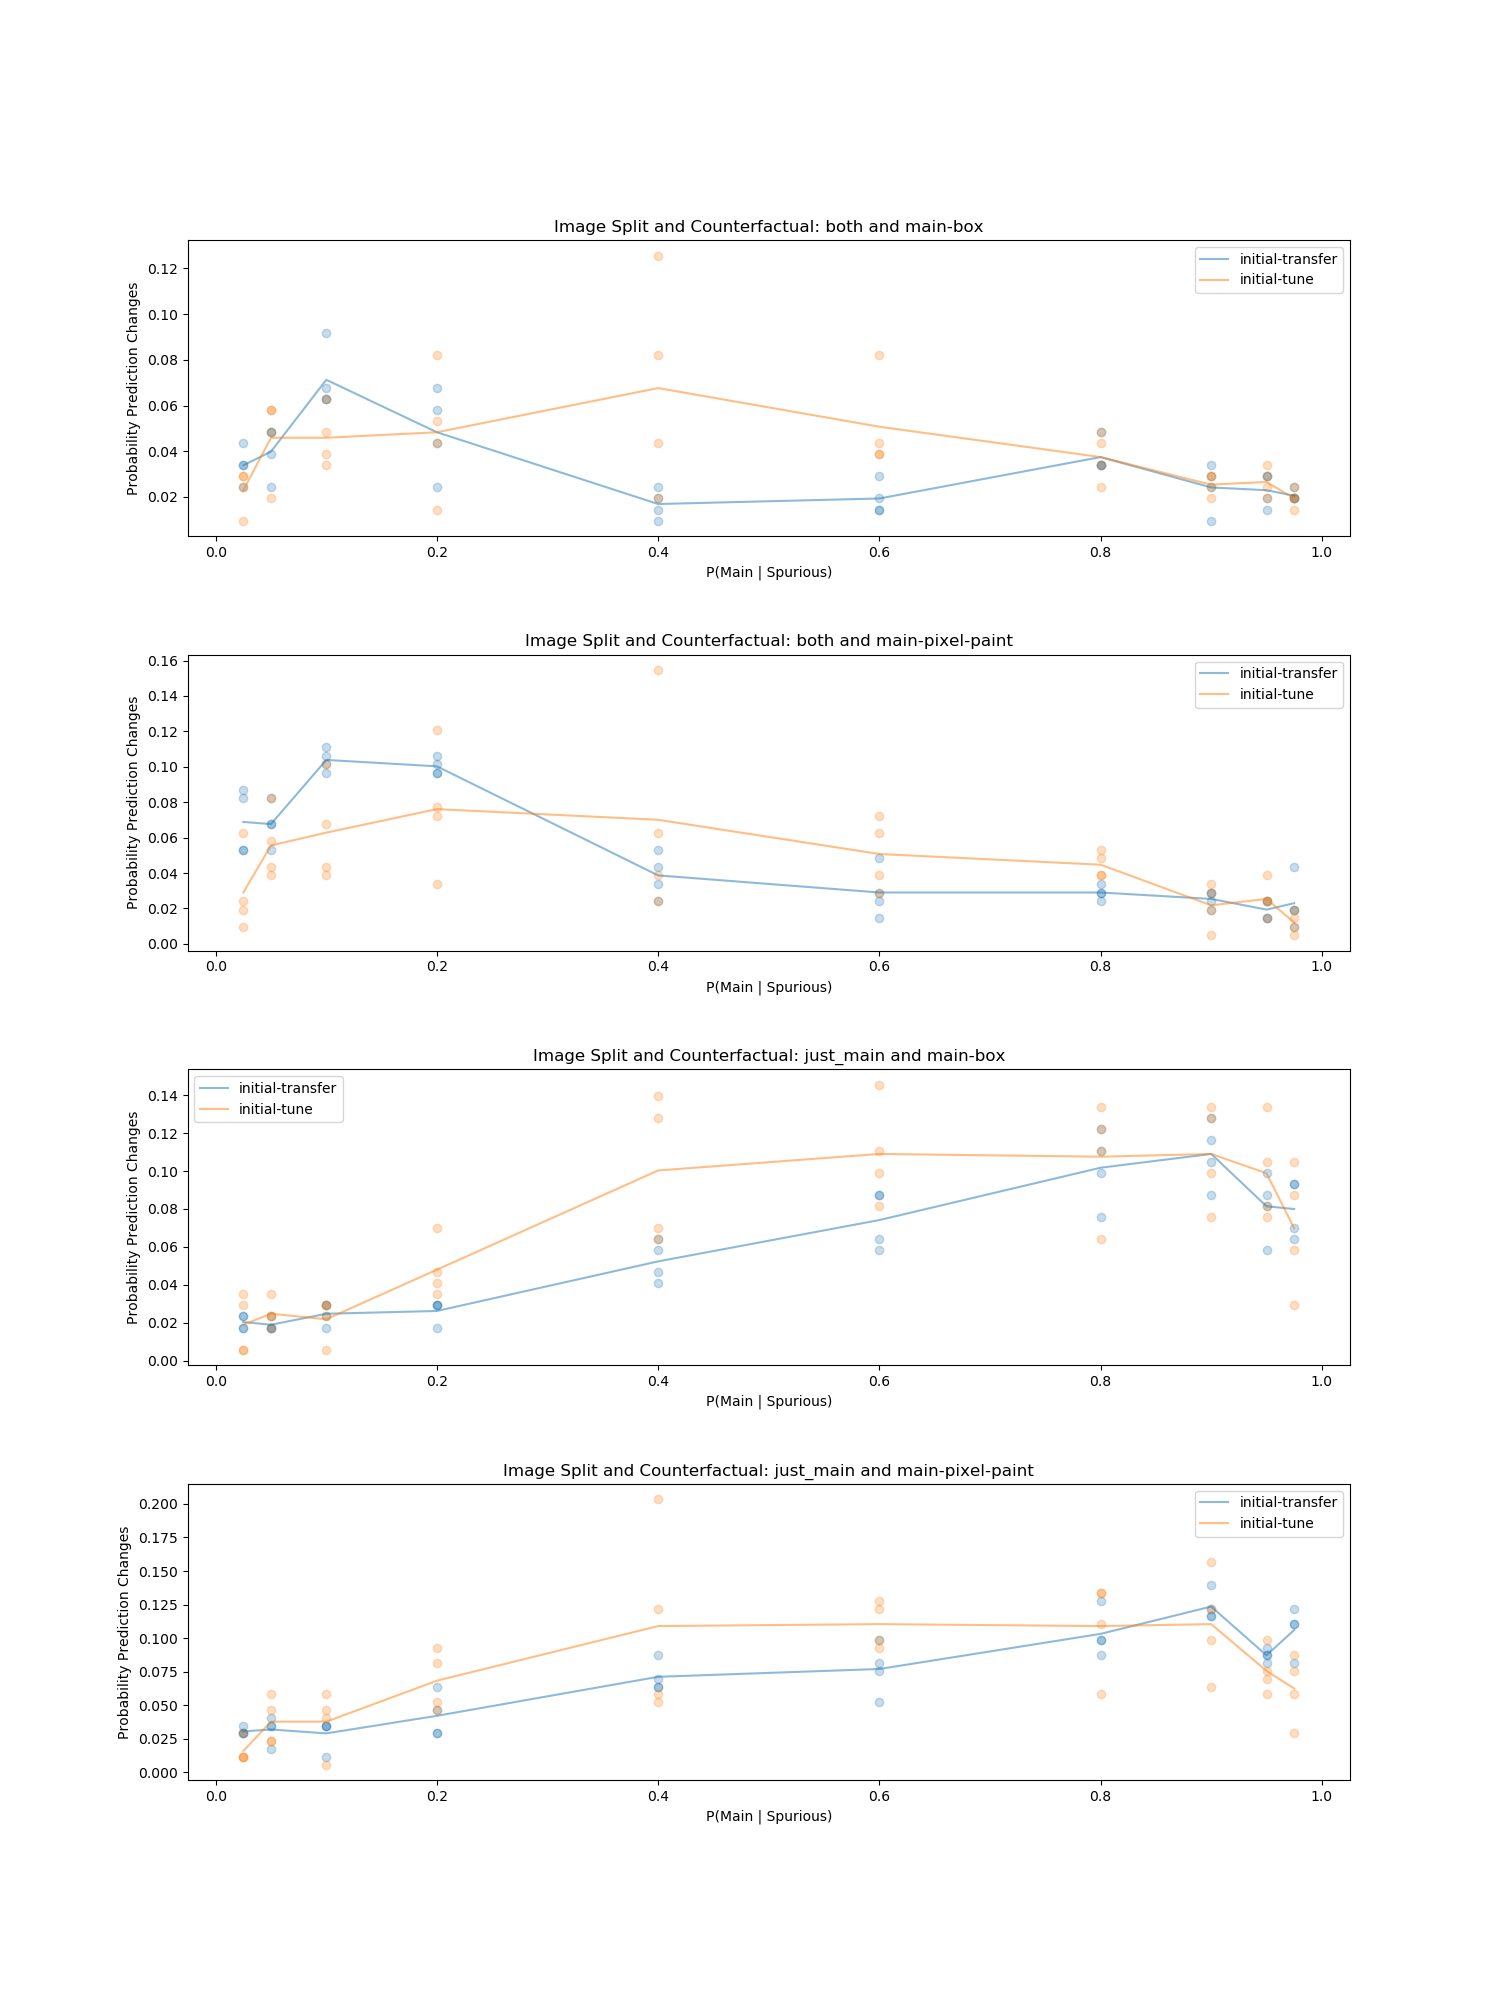 Image Split and Counterfactual: both and main-box
initial-transfer
initial-tune
0.12
0.10
0.08
0.06
0.04
0.02
Probability Prediction Changes
0.0 0.2 0.4 0.6 0.8 1.0
P(Main | Spurious)
Image Split and Counterfactual: both and main-pixel-paint
initial-transfer
initial-tune
0.16
0.14
0.12
0.10
0.08
0.06
0.04
0.02
0.00
Probability Prediction Changes
0.0 0.2 0.4 0.6 0.8 1.0
P(Main | Spurious)
Image Split and Counterfactual: just_main and main-box
initial-transfer
initial-tune
0.14
0.12
0.10
0.08
0.06
0.04
0.02
0.00
Probability Prediction Changes
0.0 0.2 0.4 0.6 0.8 1.0
P(Main | Spurious)
Image Split and Counterfactual: just_main and main-pixel-paint
initial-transfer
initial-tune
0.200
0.175
0.150
0.125
0.100
0.075
0.050
0.025
0.000
Probability Prediction Changes
0.0 0.2 0.4 0.6 0.8 1.0
P(Main | Spurious)